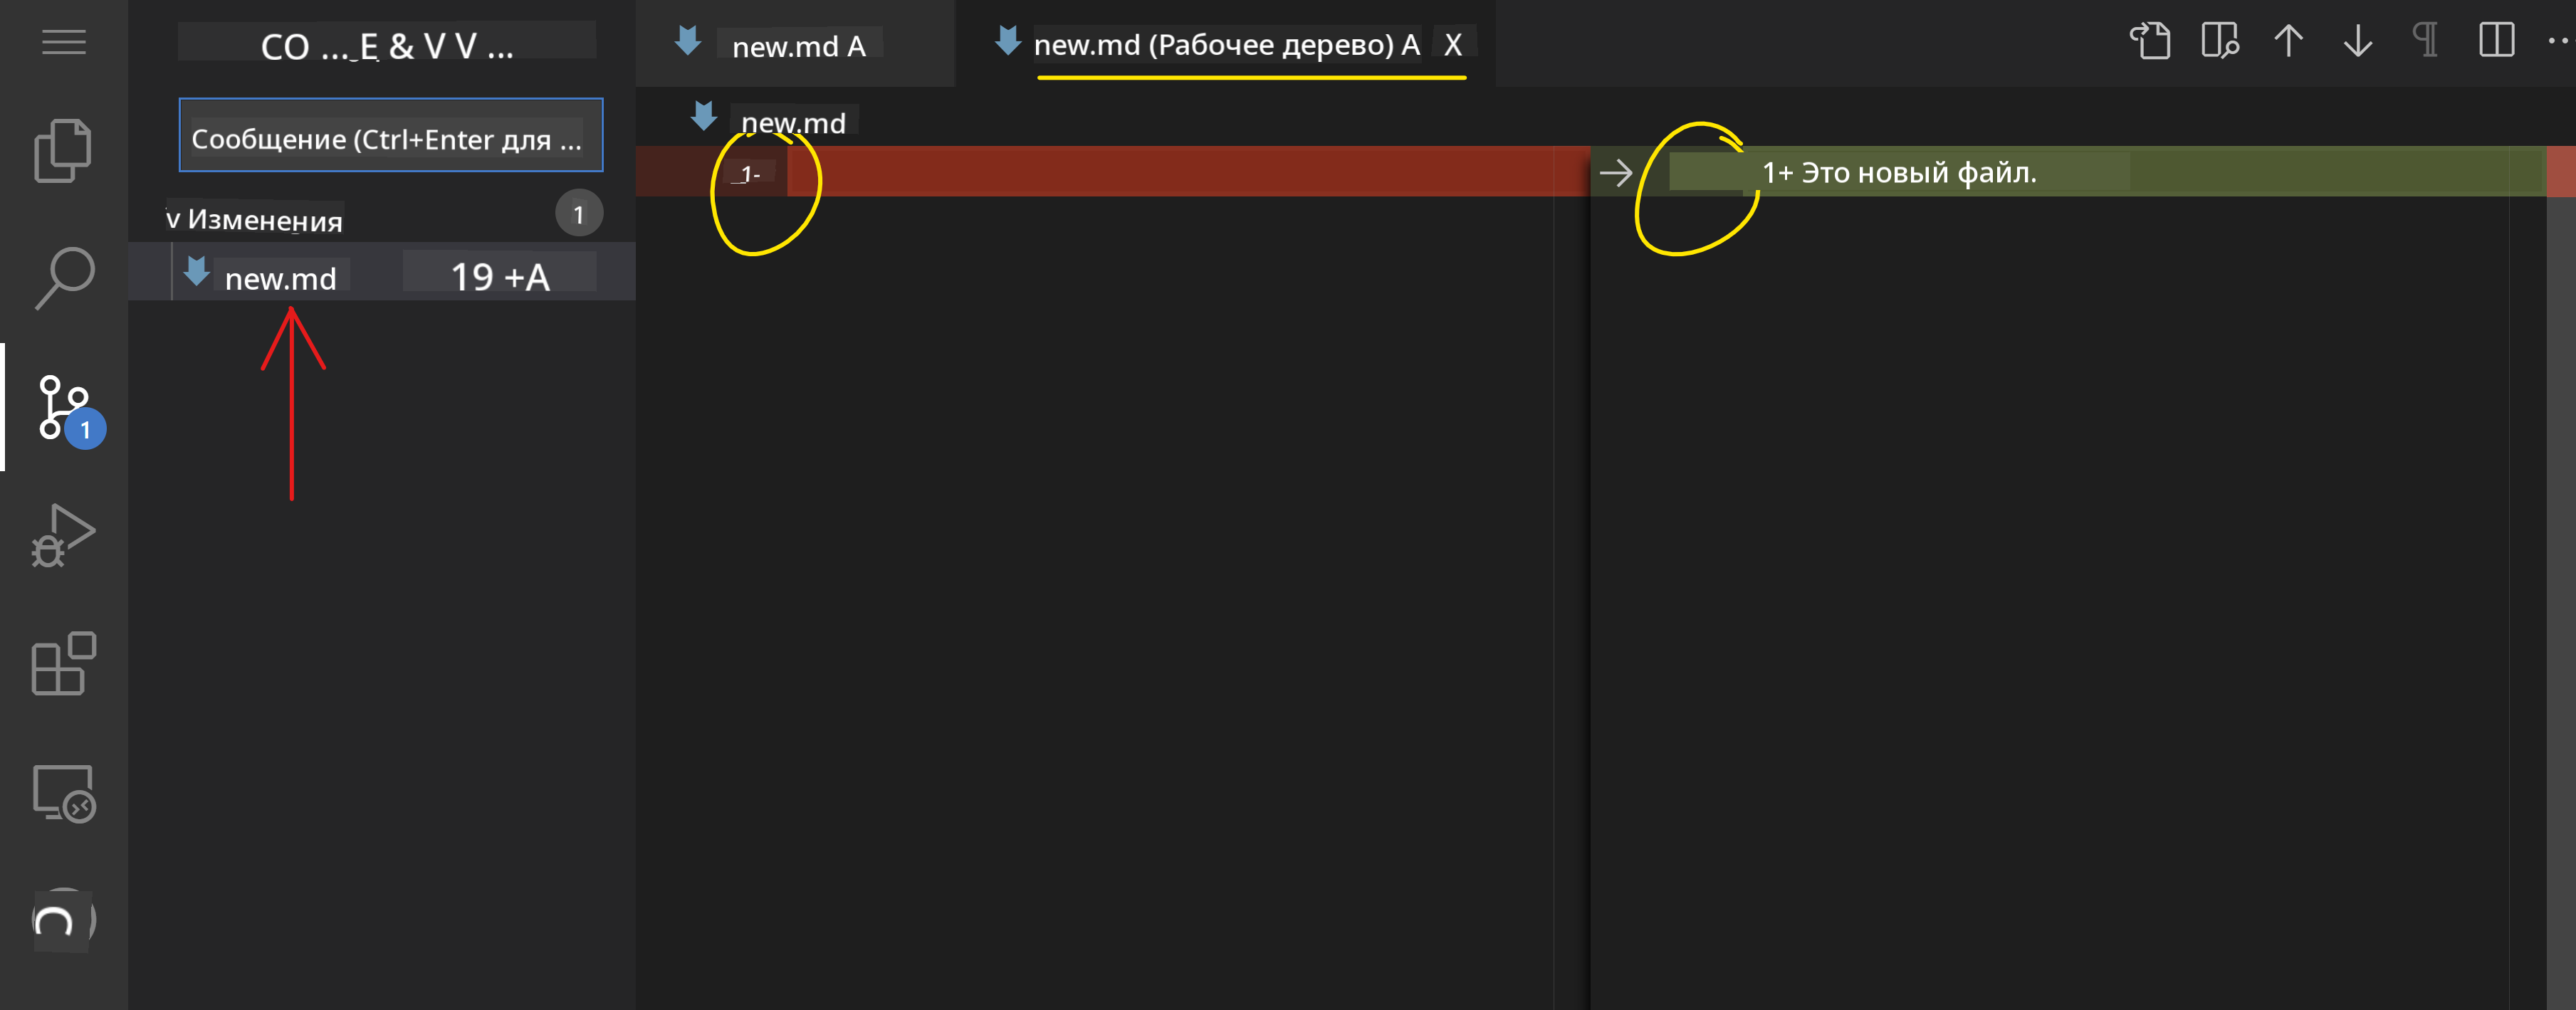 CO ...E & V V ...
new.md A
new.md (Рабочее дерево) A X
Сообщение (Ctrl+Enter для ...
new.md
1-
1+ Это новый файл.
v Изменения 1
new.md 19 +A
1